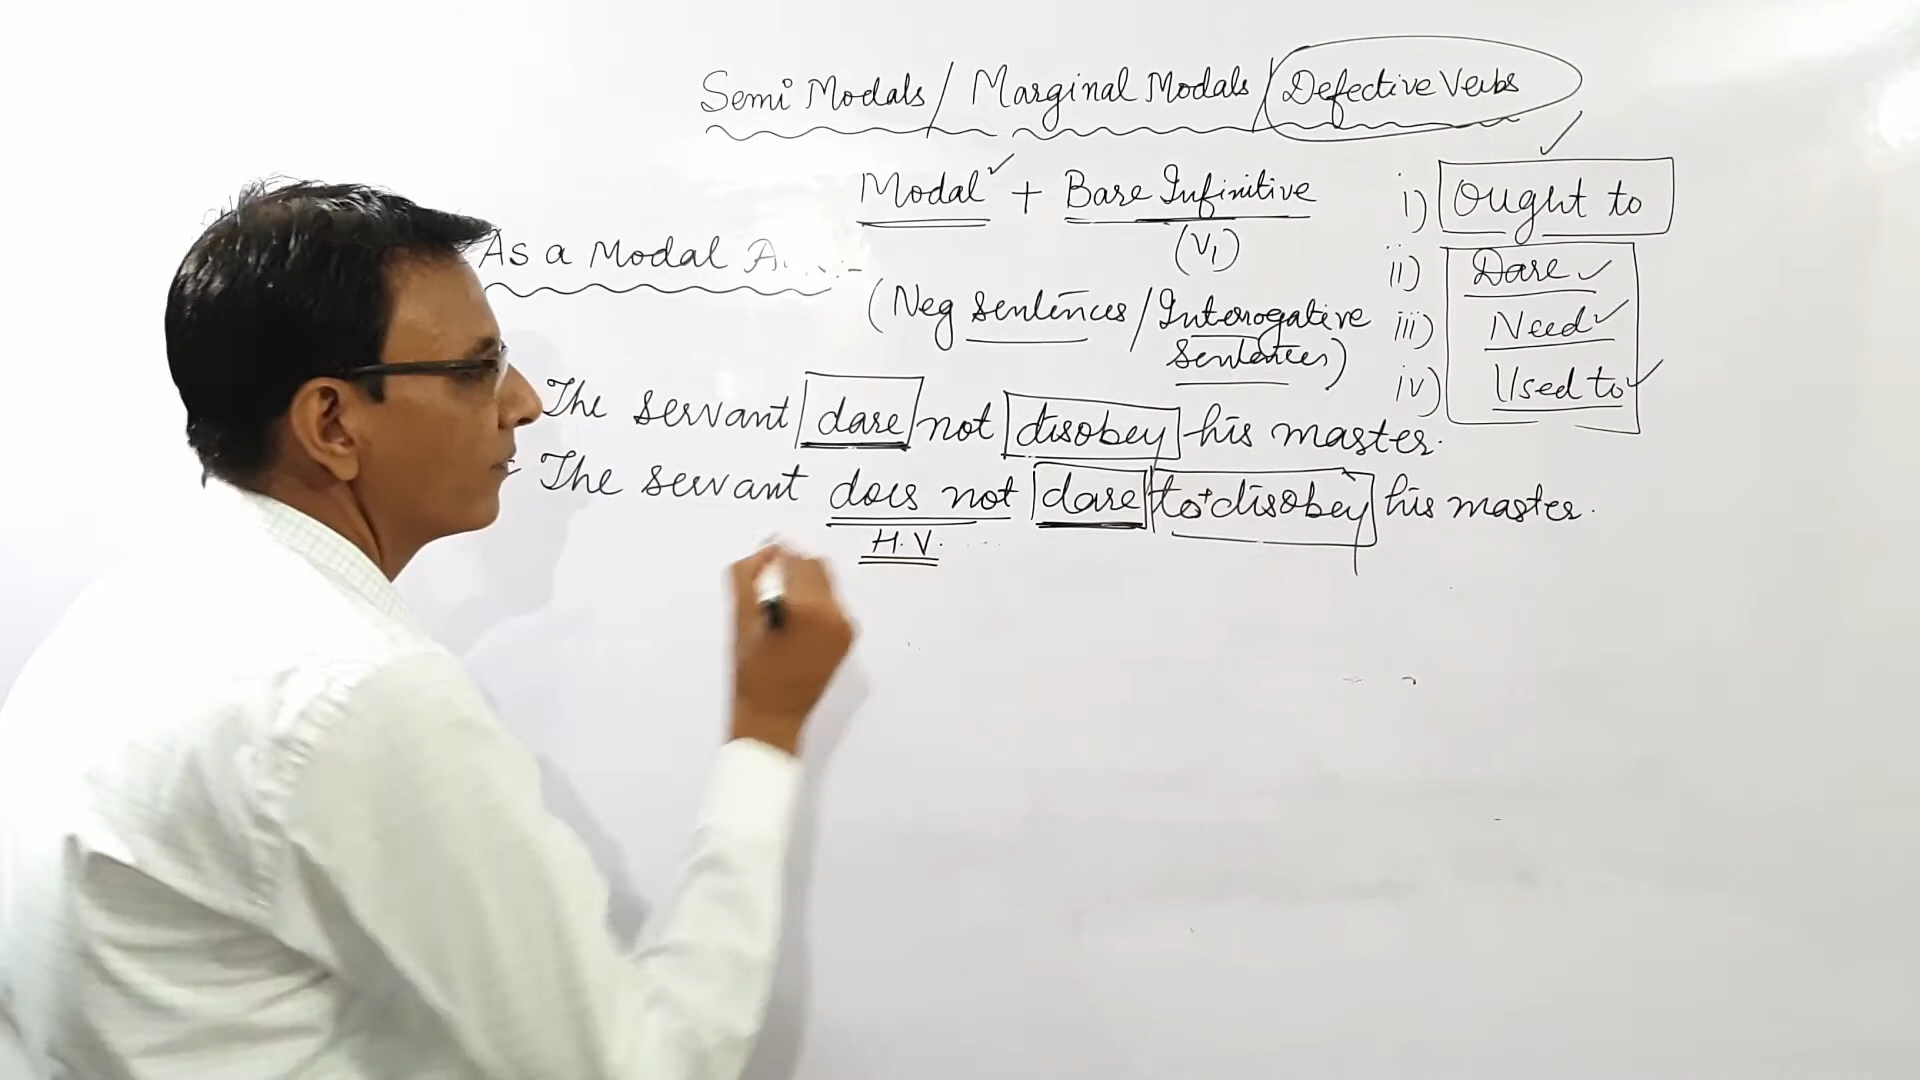 Semi Modals / Marginal Modals / Defective Verbs
Modal + Base Infinitive
(V1)
As a Modal
(Neg sentences / Interrogative
sentences)
i) Ought to
ii) Dare
iii) Need
iv) Used to
The servant dare not disobey his master.
The servant does not dare to + disobey his master.
H.V.